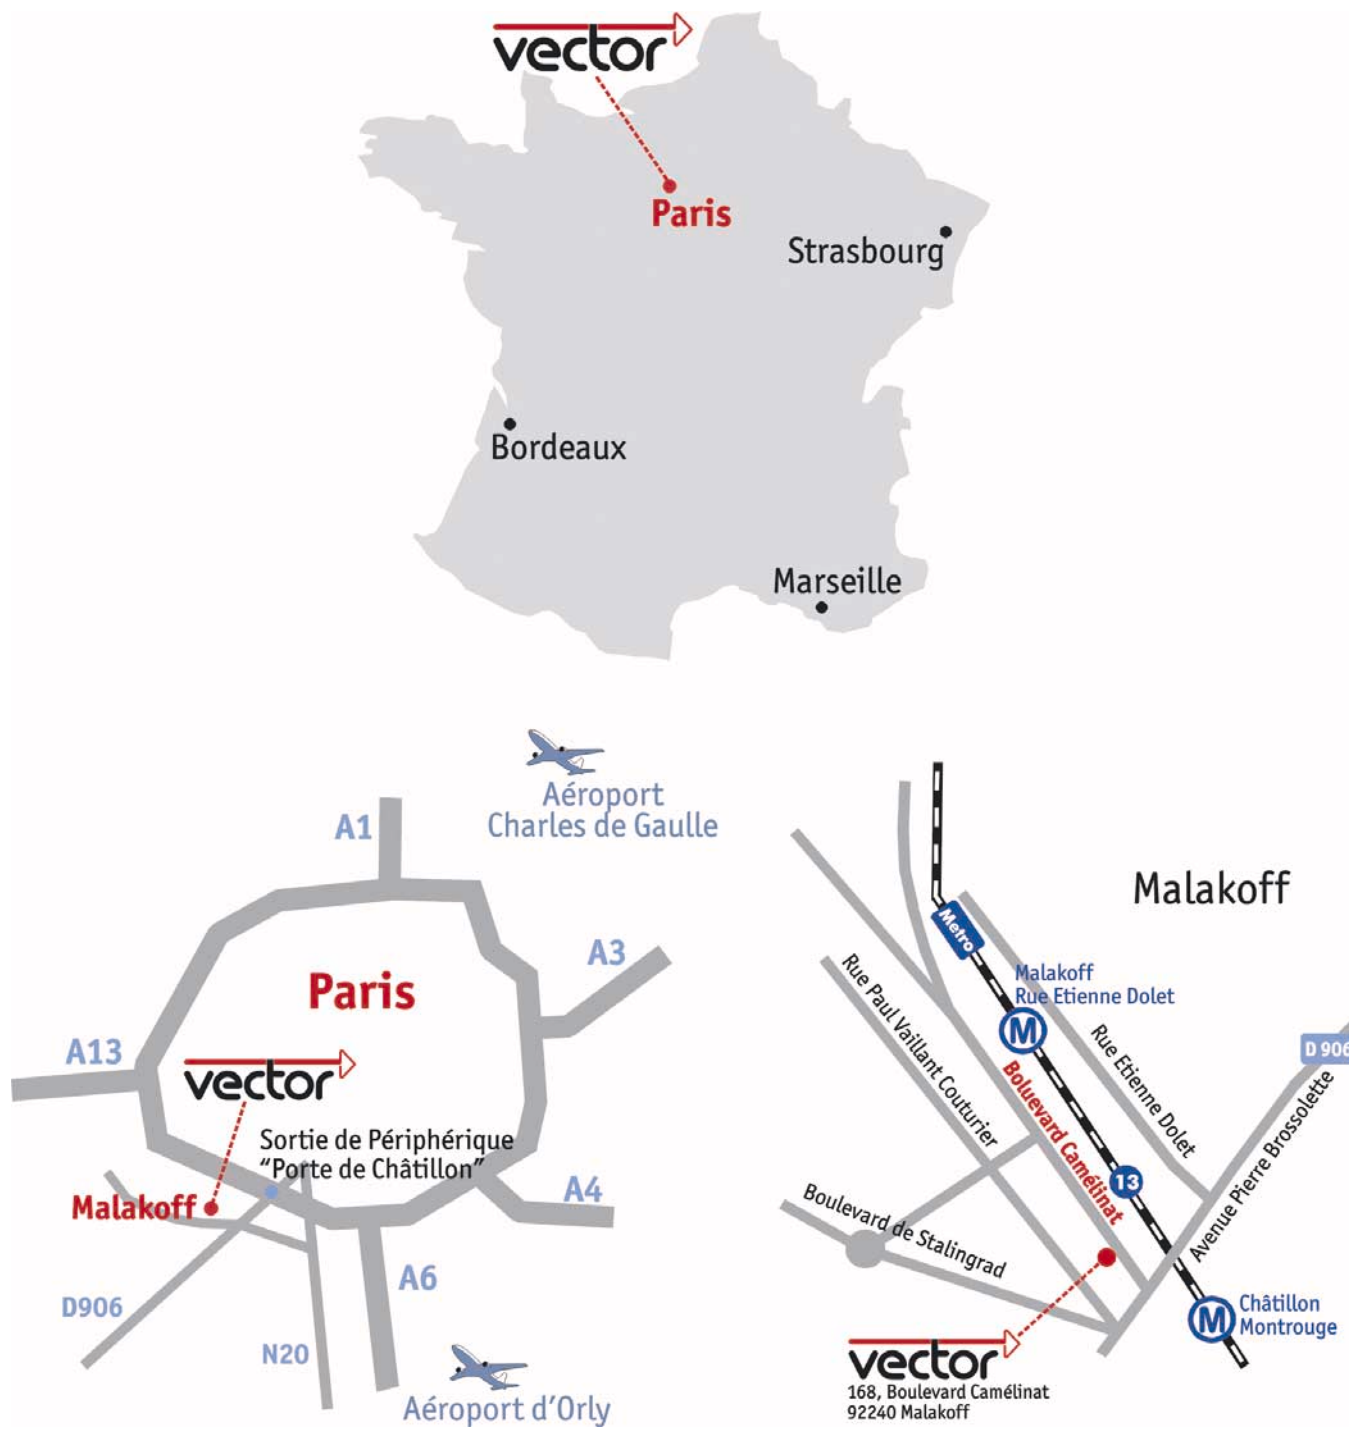 vector
Paris
Strasbourg
Bordeaux
Marseille
Aéroport
Charles de Gaulle
A1
A3
Paris
A13
vector
Sortie de Périphérique
“Porte de Châtillon”
Malakoff
A4
A6
D906
N20
Aéroport d’Orly
Malakoff
Metro
Malakoff
Rue Etienne Dolet
M
Rue Paul Vaillant Couturier
Rue Etienne Dolet
D 906
Boluevard Camélinat
Avenue Pierre Brossolette
13
Boulevard de Stalingrad
M
Châtillon
Montrouge
vector
168, Boulevard Camélinat
92240 Malakoff